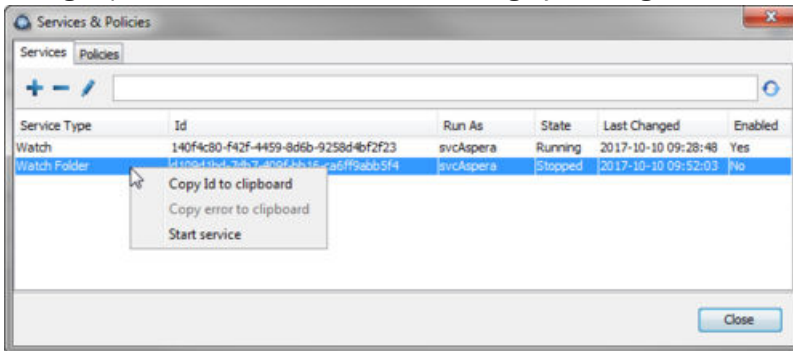 Services & Policies
Services Policies
Service Type Id Run As State Last Changed Enabled
Watch 140f4c80-f42f-4459-8d6b-9258d4bf2f23 svcAspera Running 2017-10-10 09:28:48 Yes
Watch Folder svcAspera Stopped 2017-10-10 09:52:03 No
Copy Id to clipboard
Copy error to clipboard
Start service
Close